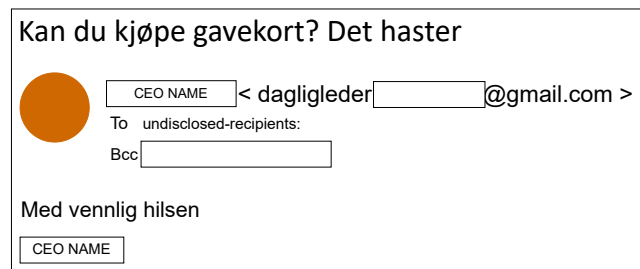 Kan du kjøpe gavekort? Det haster
CEO NAME < dagligleder @gmail.com >
To undisclosed-recipients:
Bcc
Med vennlig hilsen
CEO NAME